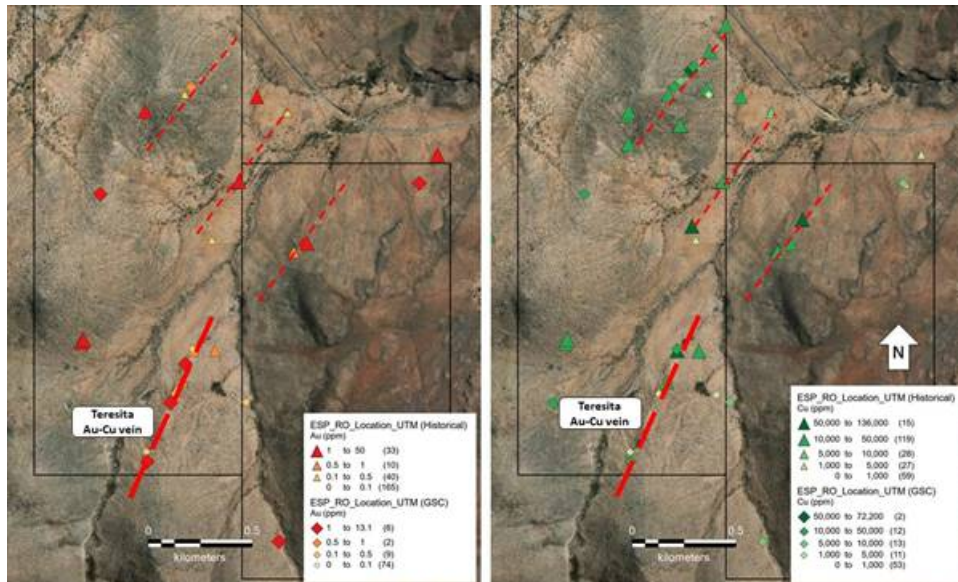 Teresita
Au-Cu vein
ESP_RO_Location_UTM (Historical)
Au (ppm)
1 to 50 (33)
0.5 to 1 (10)
0.1 to 0.5 (40)
0 to 0.1 (165)
ESP_RO_Location_UTM (GSC)
Au (ppm)
1 to 13.1 (6)
0.5 to 1 (2)
0.1 to 0.5 (9)
0 to 0.1 (74)
0 0.5
kilometers
N
Teresita
Au-Cu vein
ESP_RO_Location_UTM (Historical)
Cu (ppm)
50,000 to 136,000 (15)
10,000 to 50,000 (119)
5,000 to 10,000 (28)
1,000 to 5,000 (27)
0 to 1,000 (59)
ESP_RO_Location_UTM (GSC)
Cu (ppm)
50,000 to 72,200 (2)
10,000 to 50,000 (12)
5,000 to 10,000 (13)
1,000 to 5,000 (11)
0 to 1,000 (53)
0 0.5
kilometers